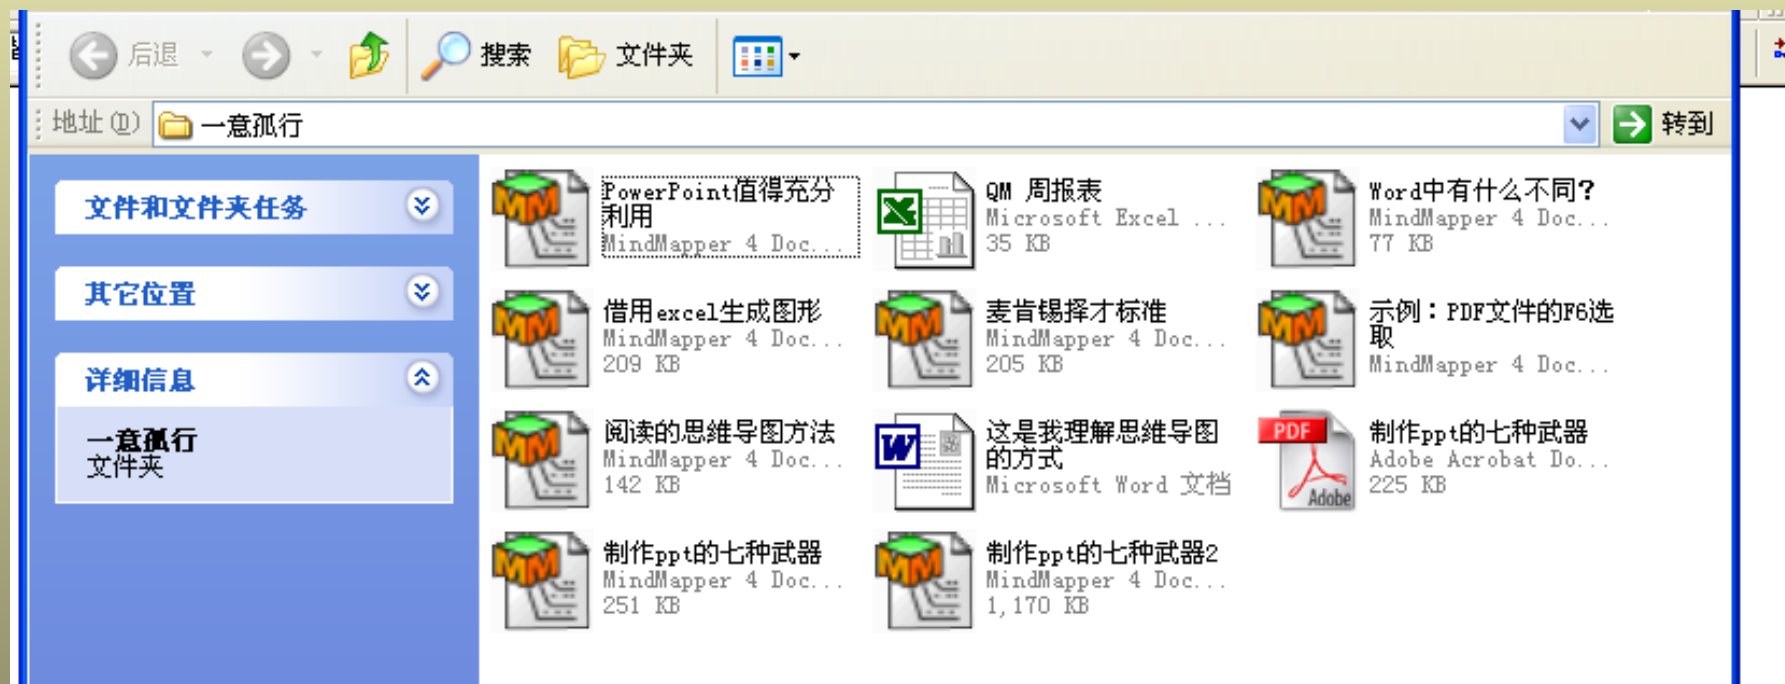 后退
搜索
文件夹
地址(D)
一意孤行
转到
文件和文件夹任务
其它位置
详细信息
一意孤行
文件夹
PowerPoint值得充分
利用
MindMapper 4 Doc...
QM 周报表
Microsoft Excel ...
35 KB
Word中有什么不同?
MindMapper 4 Doc...
77 KB
借用excel生成图形
MindMapper 4 Doc...
209 KB
麦肯锡择才标准
MindMapper 4 Doc...
205 KB
示例：PDF文件的F6选
取
MindMapper 4 Doc...
阅读的思维导图方法
MindMapper 4 Doc...
142 KB
这是我理解思维导图
的方式
Microsoft Word 文档
PDF
Adobe
制作ppt的七种武器
Adobe Acrobat Do...
225 KB
制作ppt的七种武器
MindMapper 4 Doc...
251 KB
制作ppt的七种武器2
MindMapper 4 Doc...
1,170 KB